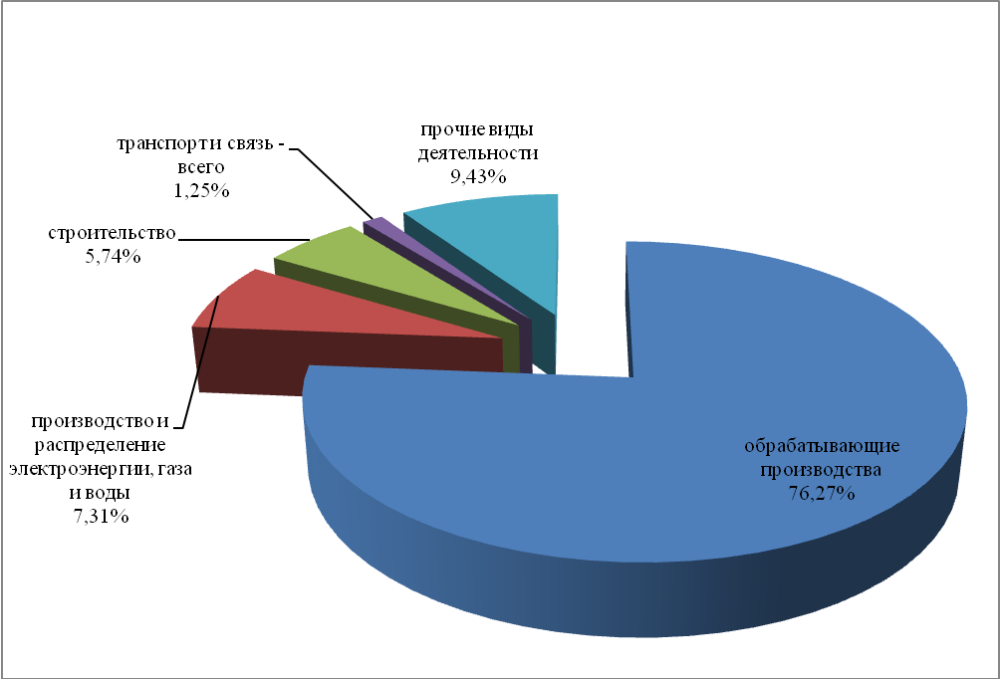 прочие виды
деятельности
9,43%
транспорт и связь -
всего
1,25%
строительство
5,74%
производство и
распределение
электроэнергии, газа
и воды
7,31%
обрабатывающие
производства
76,27%